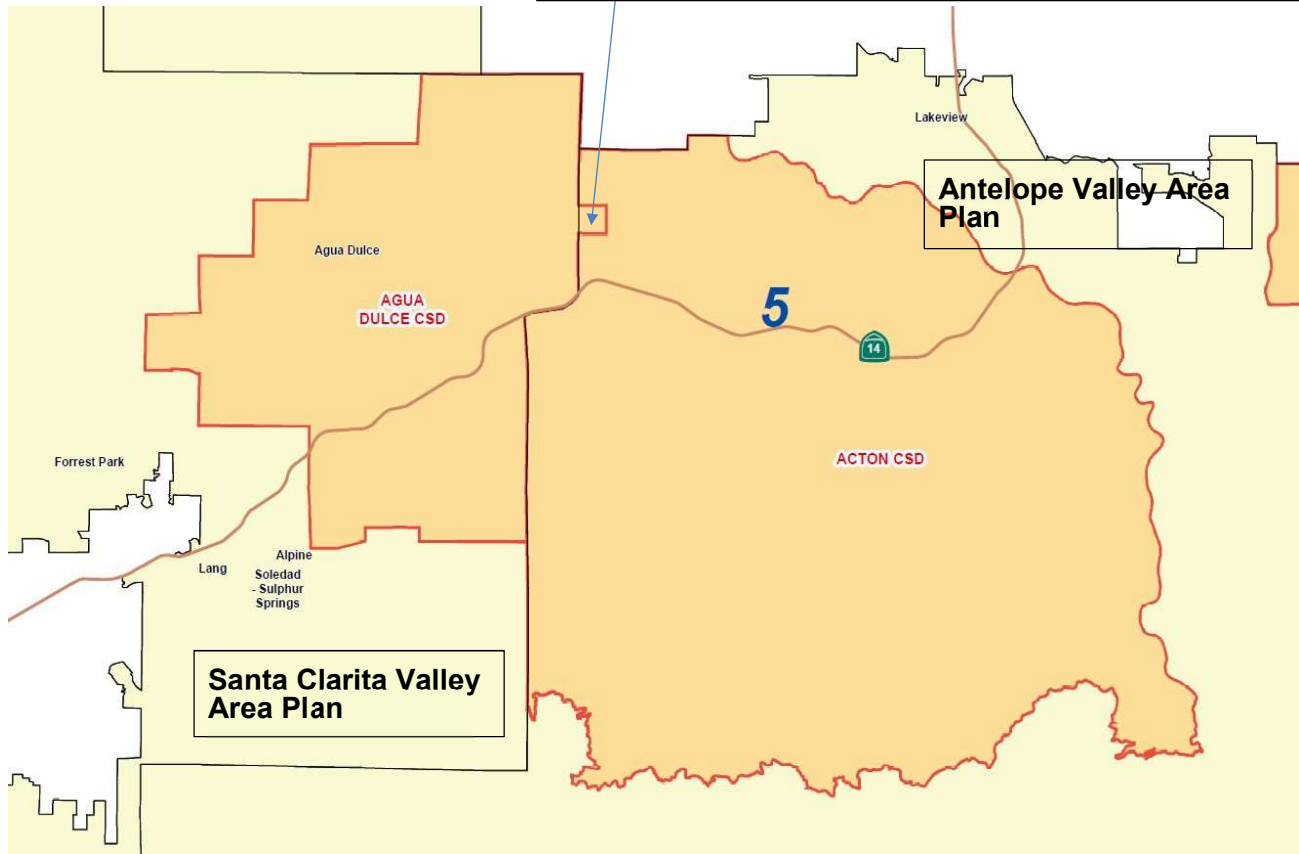 Lakeview
Antelope Valley Area
Plan
Agua Dulce
AGUA
DULCE CSD
5
14
ACTON CSD
Forrest Park
Lang
Alpine
Soledad
- Sulphur
Springs
Santa Clarita Valley
Area Plan